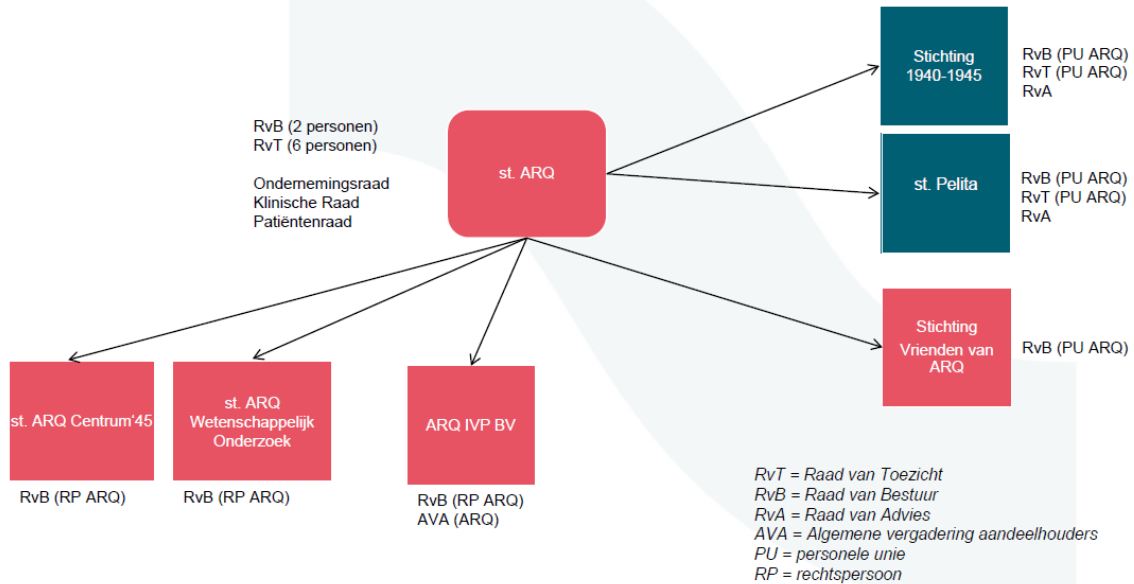 RvB (2 personen)
RvT (6 personen)
Ondernemingsraad
Klinische Raad
Patiëntenraad
st. ARQ
Stichting
1940-1945
RvB (PU ARQ)
RvT (PU ARQ)
RvA
st. Pelita
RvB (PU ARQ)
RvT (PU ARQ)
RvA
Stichting
Vrienden van
ARQ
RvB (PU ARQ)
st. ARQ Centrum'45
RvB (RP ARQ)
st. ARQ
Wetenschappelijk
Onderzoek
RvB (RP ARQ)
ARQ IVP BV
RvB (RP ARQ)
AVA (ARQ)
RvT = Raad van Toezicht
RvB = Raad van Bestuur
RvA = Raad van Advies
AVA = Algemene vergadering aandeelhouders
PU = personele unie
RP = rechtspersoon